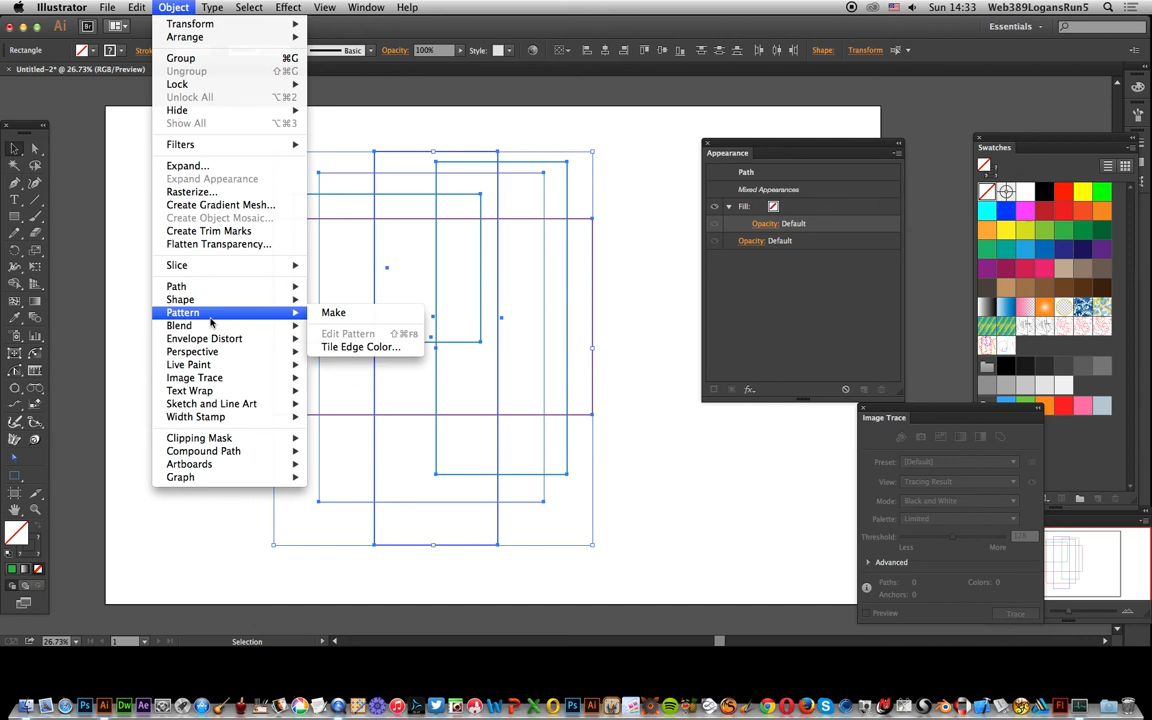 Illustrator File Edit Object Type Select Effect View Window Help Sun 14:33 Web389LogansRun5
Ai Br Essentials
Rectangle Basic Opacity: 100% Style: Shape: Transform
Untitled-2* @ 26.73% (RGB/Preview)
Transform
Arrange
Group ⌘G
Ungroup ⇧⌘G
Lock
Unlock All ⌥⌘2
Hide
Show All ⌥⌘3
Filters
Expand...
Expand Appearance
Rasterize...
Create Gradient Mesh...
Create Object Mosaic...
Create Trim Marks
Flatten Transparency...
Slice
Path
Shape
Pattern
Blend
Envelope Distort
Perspective
Live Paint
Image Trace
Text Wrap
Sketch and Line Art
Width Stamp
Clipping Mask
Compound Path
Artboards
Graph
Make
Edit Pattern ⇧⌘F8
Tile Edge Color...
Appearance
Path
Mixed Appearances
Fill:
Opacity: Default
Opacity: Default
fx
Swatches
Image Trace
Preset: [Default]
View: Tracing Result
Mode: Black and White
Palette: Limited
Threshold: 128
Less More
Advanced
Paths: 0 Colors: 0
Anchors: 0
Preview Trace
26.73% 1 Selection